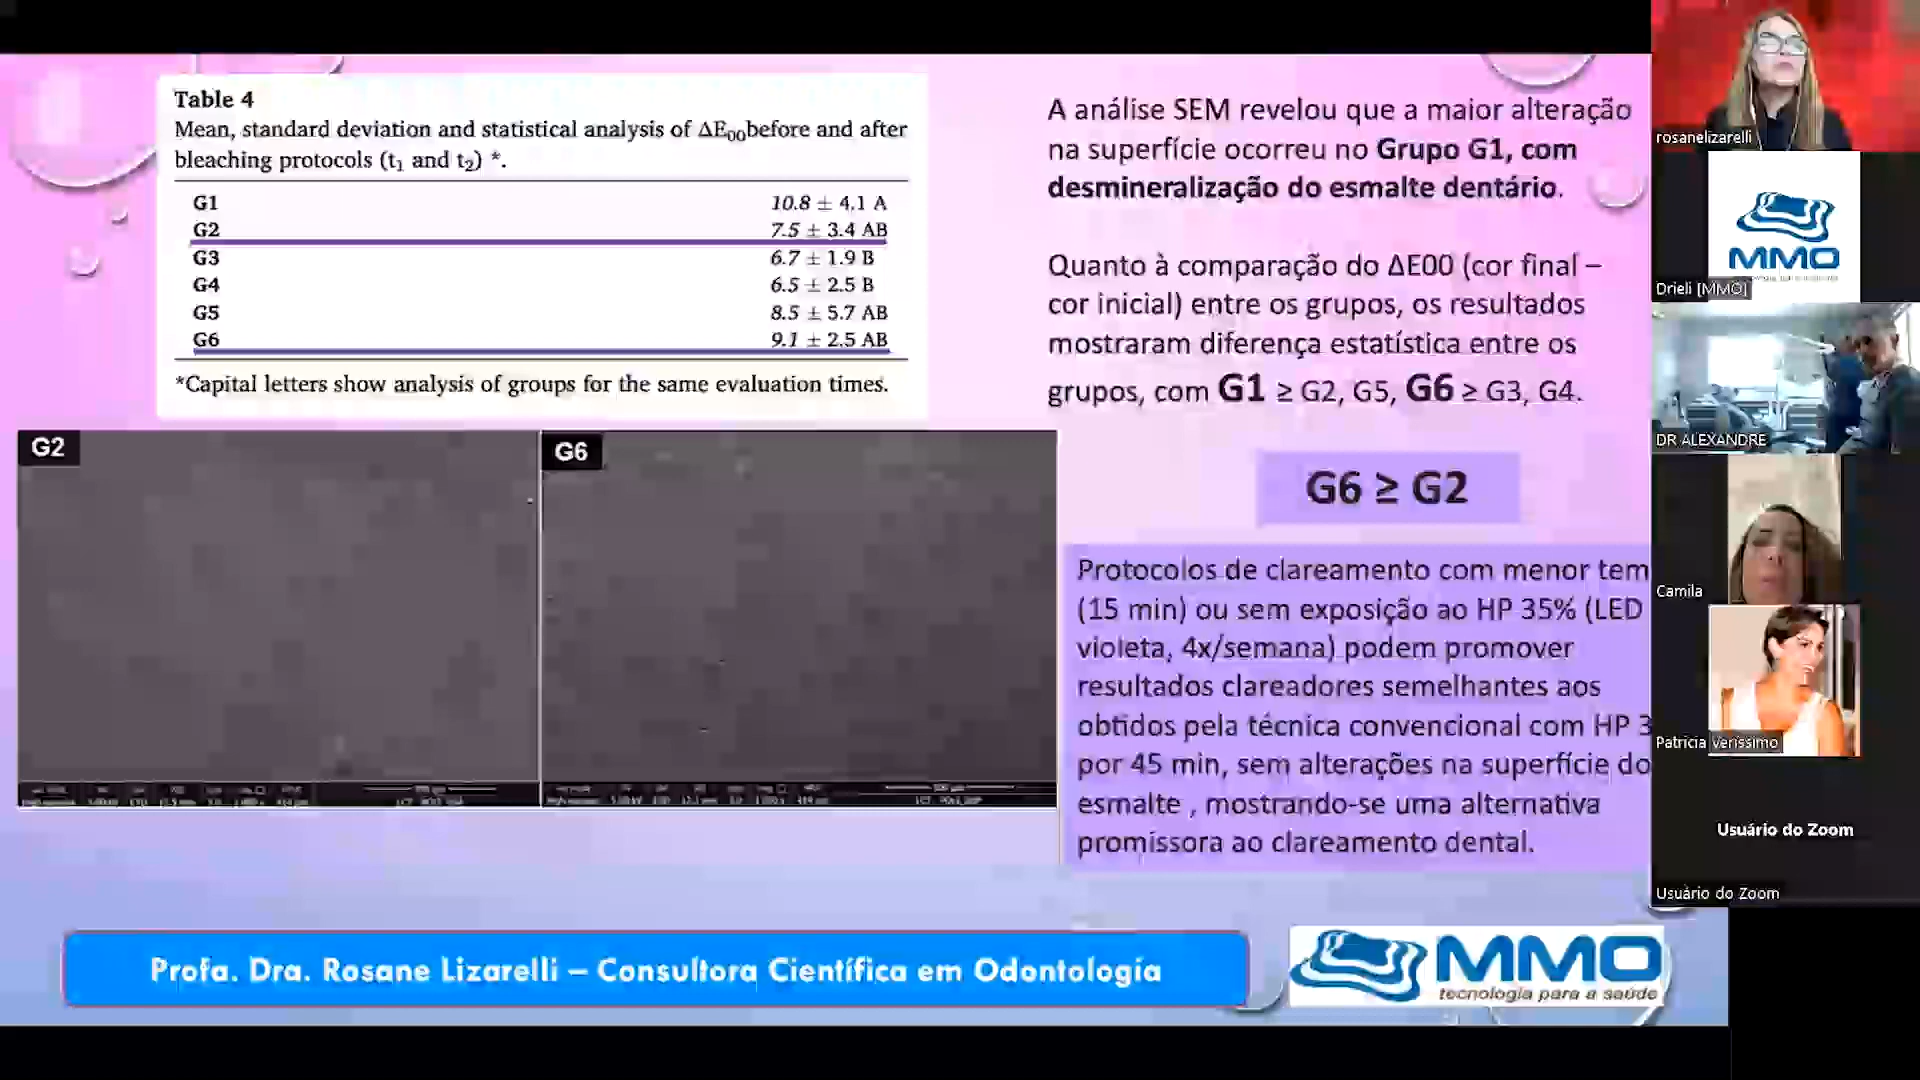 Table 4
Mean, standard deviation and statistical analysis of ΔE₀₀before and after
bleaching protocols (t₁ and t₂) *.
G1 10.8 ± 4.1 A
G2 7.5 ± 3.4 AB
G3 6.7 ± 1.9 B
G4 6.5 ± 2.5 B
G5 8.5 ± 5.7 AB
G6 9.1 ± 2.5 AB
*Capital letters show analysis of groups for the same evaluation times.
G2
G6
A análise SEM revelou que a maior alteração
na superfície ocorreu no Grupo G1, com
desmineralização do esmalte dentário.
Quanto à comparação do ΔE00 (cor final –
cor inicial) entre os grupos, os resultados
mostraram diferença estatística entre os
grupos, com G1 ≥ G2, G5, G6 ≥ G3, G4.
G6 ≥ G2
Protocolos de clareamento com menor tem
(15 min) ou sem exposição ao HP 35% (LED
violeta, 4x/semana) podem promover
resultados clareadores semelhantes aos
obtidos pela técnica convencional com HP 3
por 45 min, sem alterações na superfície do
esmalte , mostrando-se uma alternativa
promissora ao clareamento dental.
Profa. Dra. Rosane Lizarelli – Consultora Científica em Odontologia
MMO
tecnologia para a saúde
rosanelizarelli
MMO
Drieli [MMO]
DR ALEXANDRE
Camila
Patricia Veríssimo
Usuário do Zoom
Usuário do Zoom